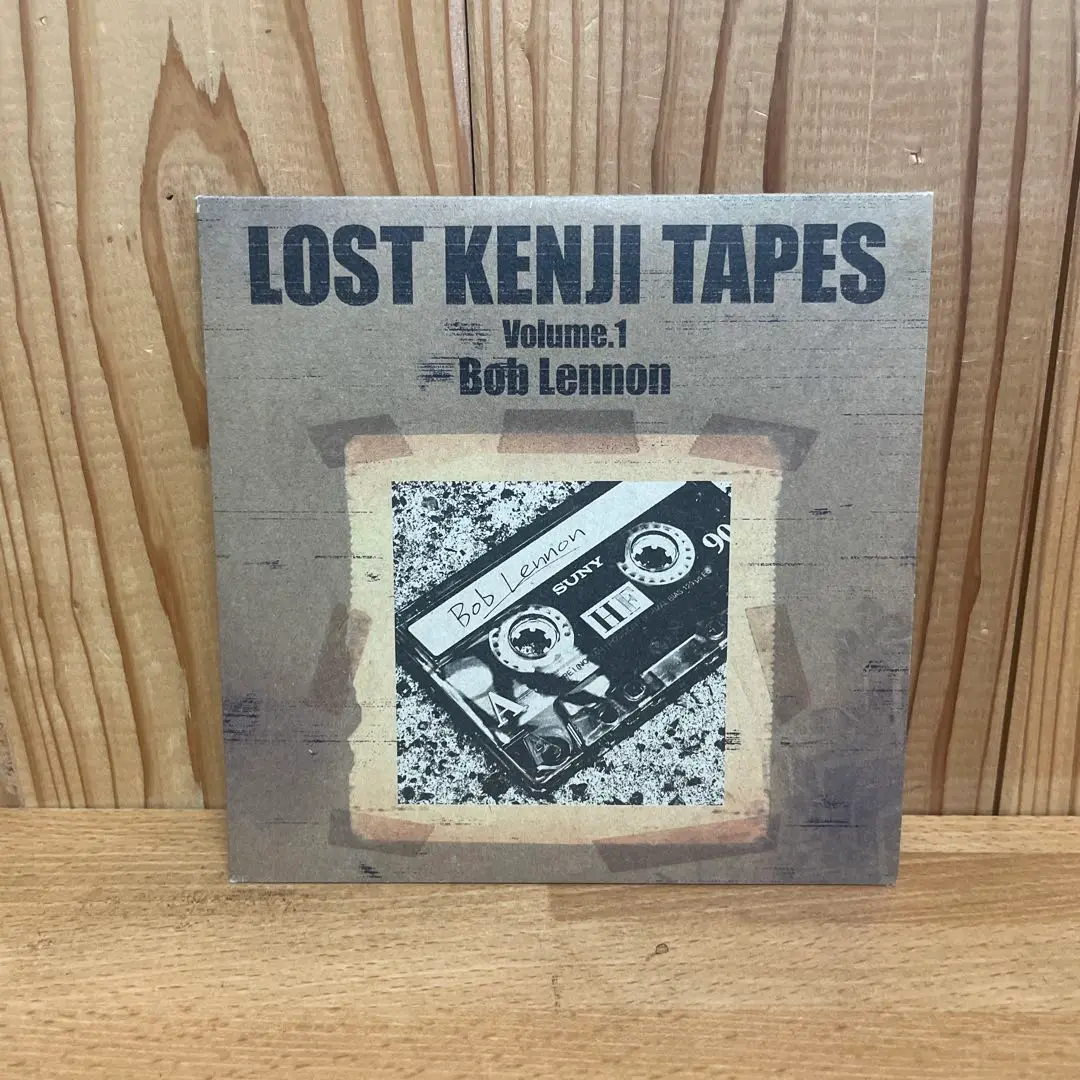 LOST KENJI TAPES
Volume.1
Bob Lennon
Bob Lennon
SUNY
90
HF
A